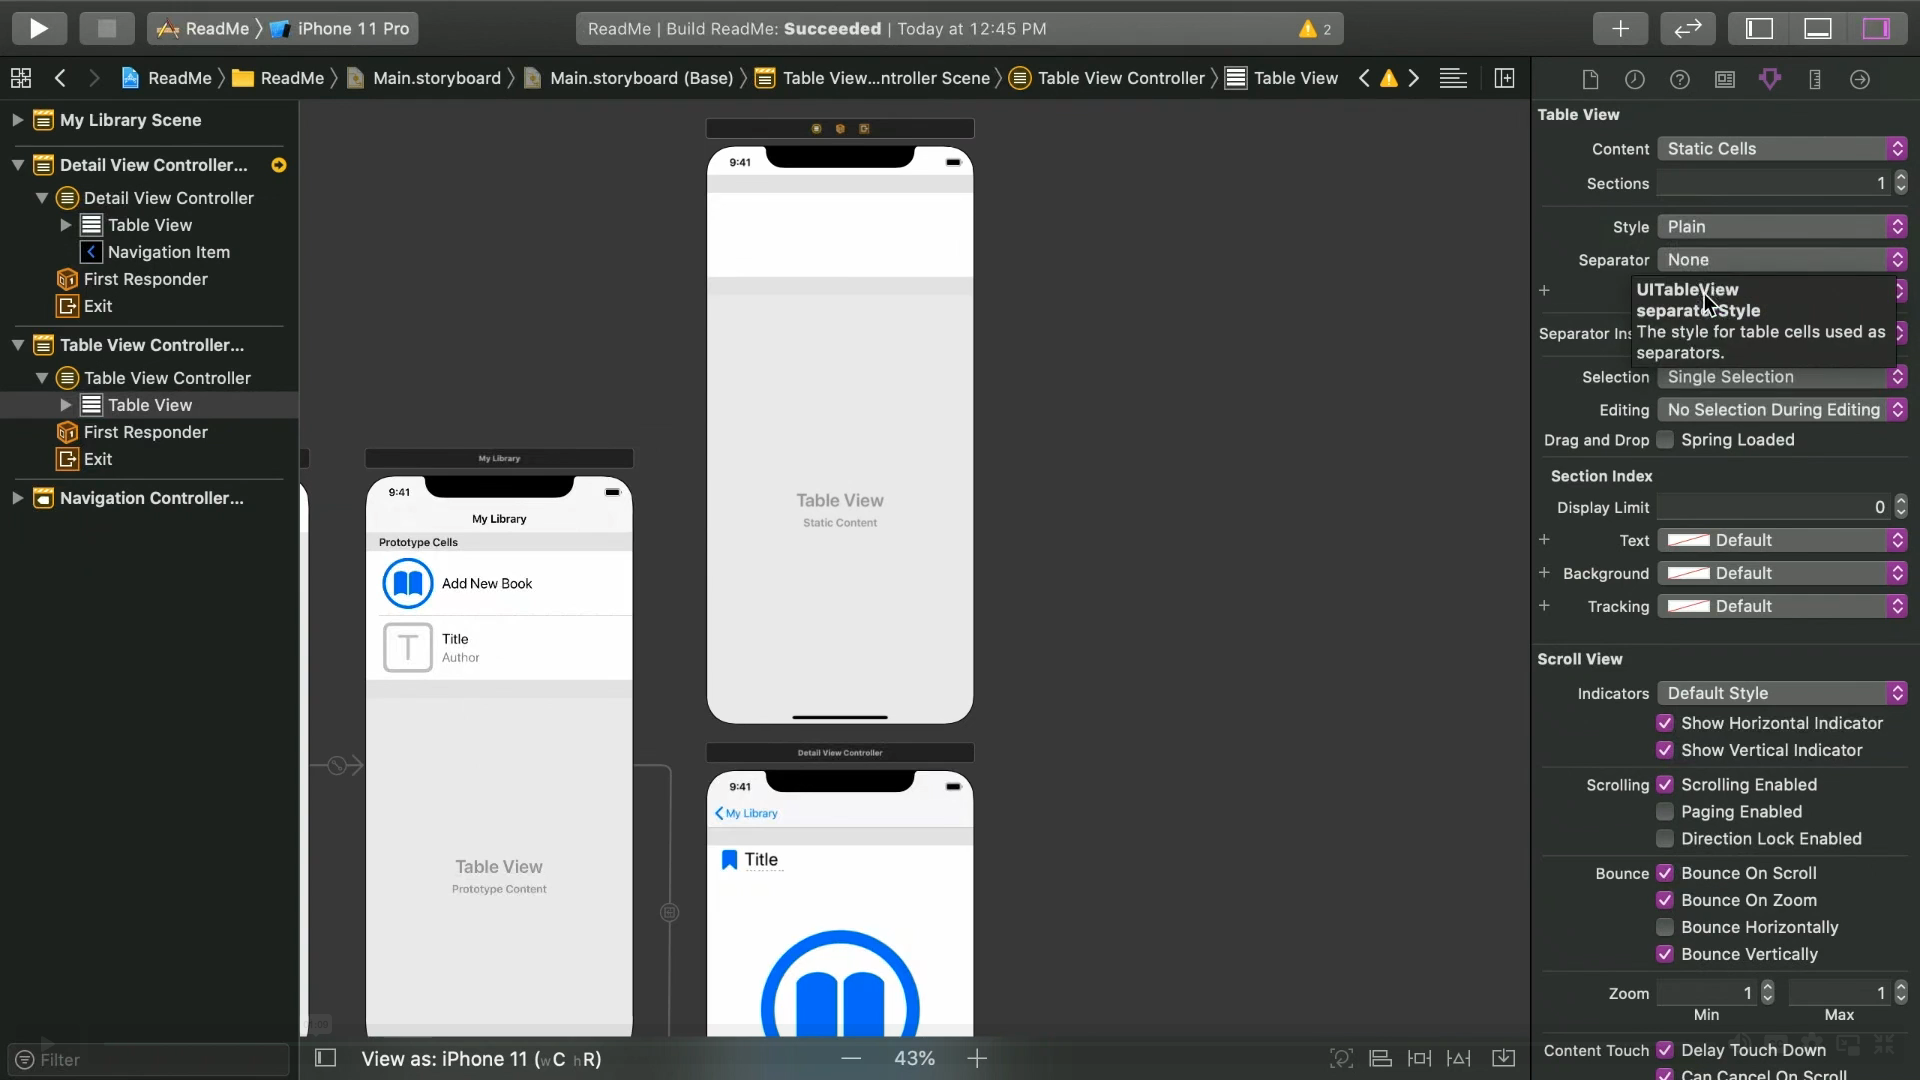 ReadMe
iPhone 11 Pro
ReadMe | Build ReadMe: Succeeded | Today at 12:45 PM
2
ReadMe
ReadMe
Main.storyboard
Main.storyboard (Base)
Table View...ntroller Scene
Table View Controller
Table View
My Library Scene
Detail View Controller...
Detail View Controller
Table View
Navigation Item
First Responder
Exit
Table View Controller...
Table View Controller
Table View
First Responder
Exit
Navigation Controller...
Filter
My Library
9:41
My Library
Prototype Cells
Add New Book
T
Title
Author
Table View
Prototype Content
9:41
Table View
Static Content
Detail View Controller
9:41
My Library
Title
View as: iPhone 11 (wC hR)
43%
Table View
Content Static Cells
Sections 1
Style Plain
Separator None
UITableView
separatorStyle
The style for table cells used as
separators.
Separator Ins
Selection Single Selection
Editing No Selection During Editing
Drag and Drop Spring Loaded
Section Index
Display Limit 0
Text Default
Background Default
Tracking Default
Scroll View
Indicators Default Style
Show Horizontal Indicator
Show Vertical Indicator
Scrolling Scrolling Enabled
Paging Enabled
Direction Lock Enabled
Bounce Bounce On Scroll
Bounce On Zoom
Bounce Horizontally
Bounce Vertically
Zoom 1 1
Min Max
Content Touch Delay Touch Down
Can Cancel On Scroll